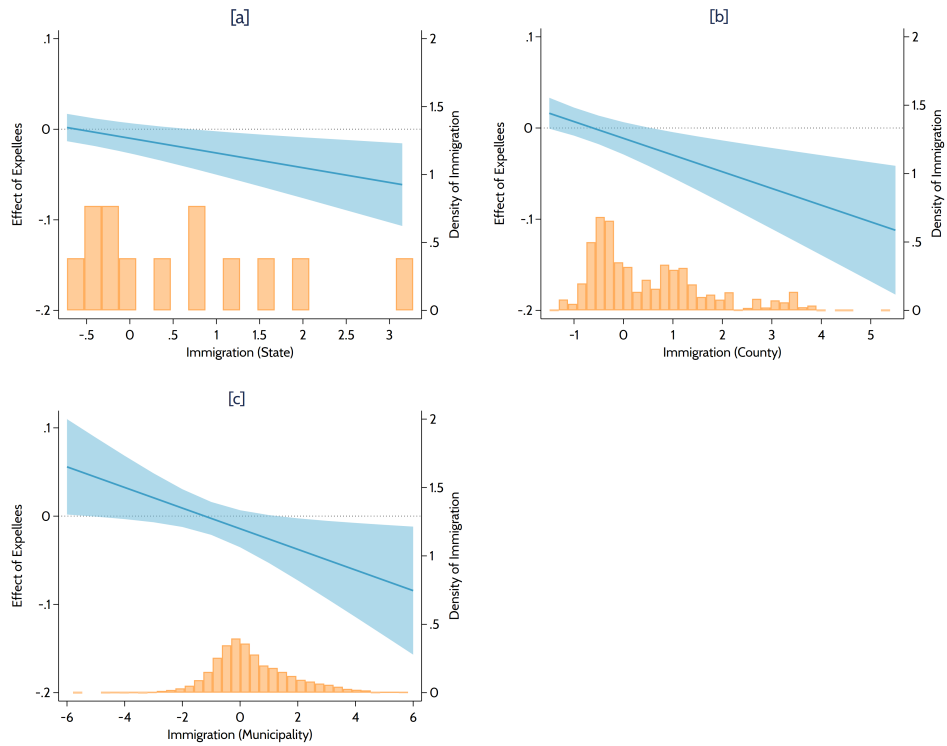 [a]
.1
0
-.1
-.2
Effect of Expellees
2
1.5
1
.5
0
Density of Immigration
-.5 0 .5 1 1.5 2 2.5 3
Immigration (State)
[b]
.1
0
-.1
-.2
Effect of Expellees
2
1.5
1
.5
0
Density of Immigration
-1 0 1 2 3 4 5
Immigration (County)
[c]
.1
0
-.1
-.2
Effect of Expellees
2
1.5
1
.5
0
Density of Immigration
-6 -4 -2 0 2 4 6
Immigration (Municipality)